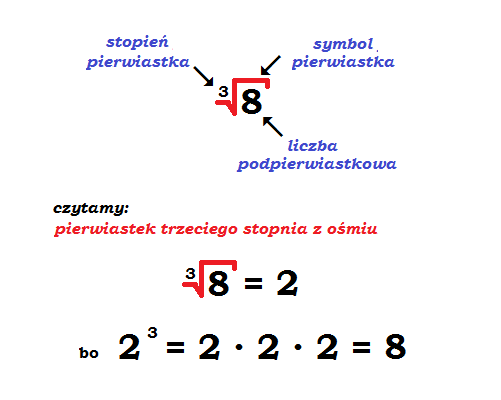 stopień
pierwiastka
symbol
pierwiastka
3√8
liczba
podpierwiastkowa
czytamy:
pierwiastek trzeciego stopnia z ośmiu
3√8 = 2
bo 2³ = 2 · 2 · 2 = 8